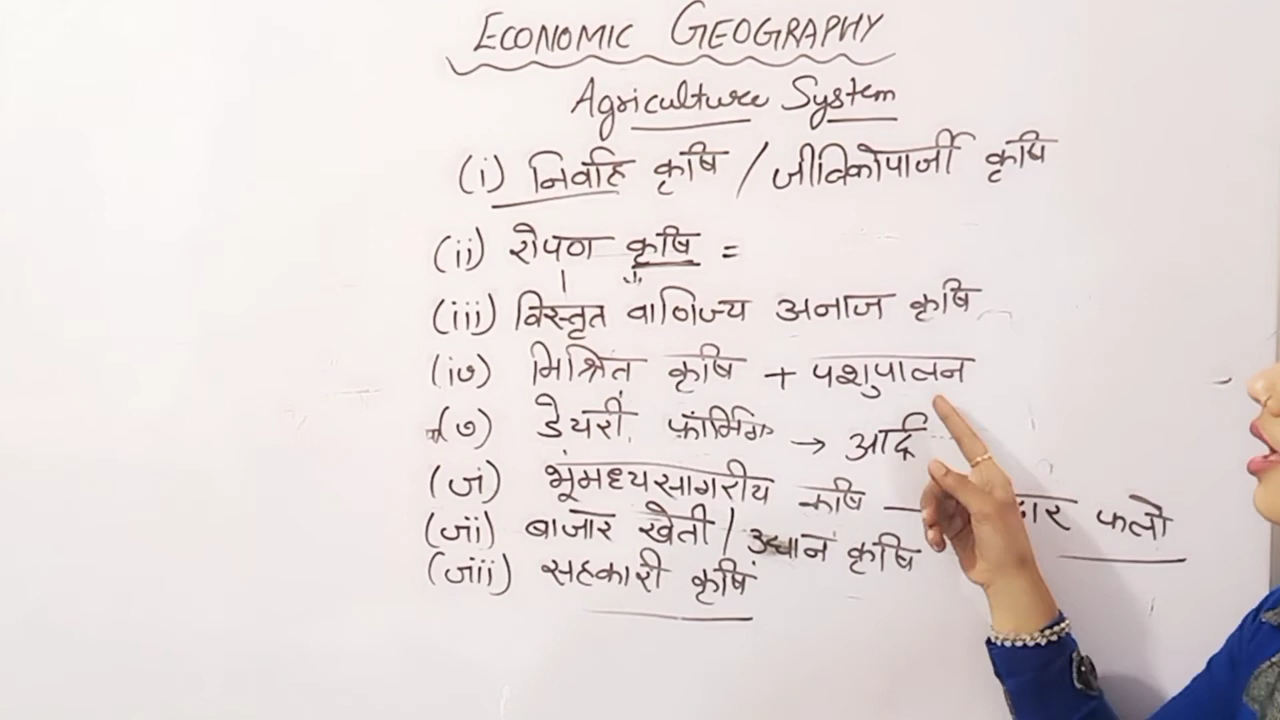 ECONOMIC GEOGRAPHY
Agriculture System
(i) निर्वाह कृषि / जीविकोपार्जी कृषि
(ii) रोपण कृषि =
(iii) विस्तृत वाणिज्य अनाज कृषि
(iv) मिश्रित कृषि + पशुपालन
(v) डेयरी फार्मिंग → आर्द्र
(vi) भूमध्यसागरीय कृषि — दार फलो
(vii) बाजार खेती / उद्यान कृषि
(viii) सहकारी कृषि